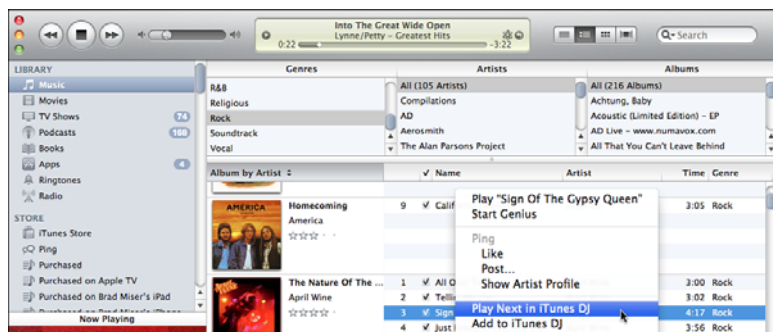 Into The Great Wide Open
Lynne/Petty – Greatest Hits
0:22
-3:22
Search
LIBRARY
Music
Movies
TV Shows 74
Podcasts 160
Books
Apps 4
Ringtones
Radio
STORE
iTunes Store
Ping
Purchased
Purchased on Apple TV
Purchased on Brad Miser's iPad
Now Playing
Genres
R&B
Religious
Rock
Soundtrack
Vocal
Artists
All (105 Artists)
Compilations
AD
Aerosmith
The Alan Parsons Project
Albums
All (216 Albums)
Achtung, Baby
Acoustic (Limited Edition) – EP
AD Live – www.numavox.com
All That You Can't Leave Behind
Album by Artist
Name
Artist
Time Genre
AMERICA
Homecoming
America
9 Calif
3:05 Rock
The Nature Of The ...
April Wine
1 All O
3:00 Rock
2 Tellin
3:02 Rock
3 Sign
4:17 Rock
4 Just
3:56 Rock
Play "Sign Of The Gypsy Queen"
Start Genius
Ping
Like
Post...
Show Artist Profile
Play Next in iTunes DJ
Add to iTunes DJ